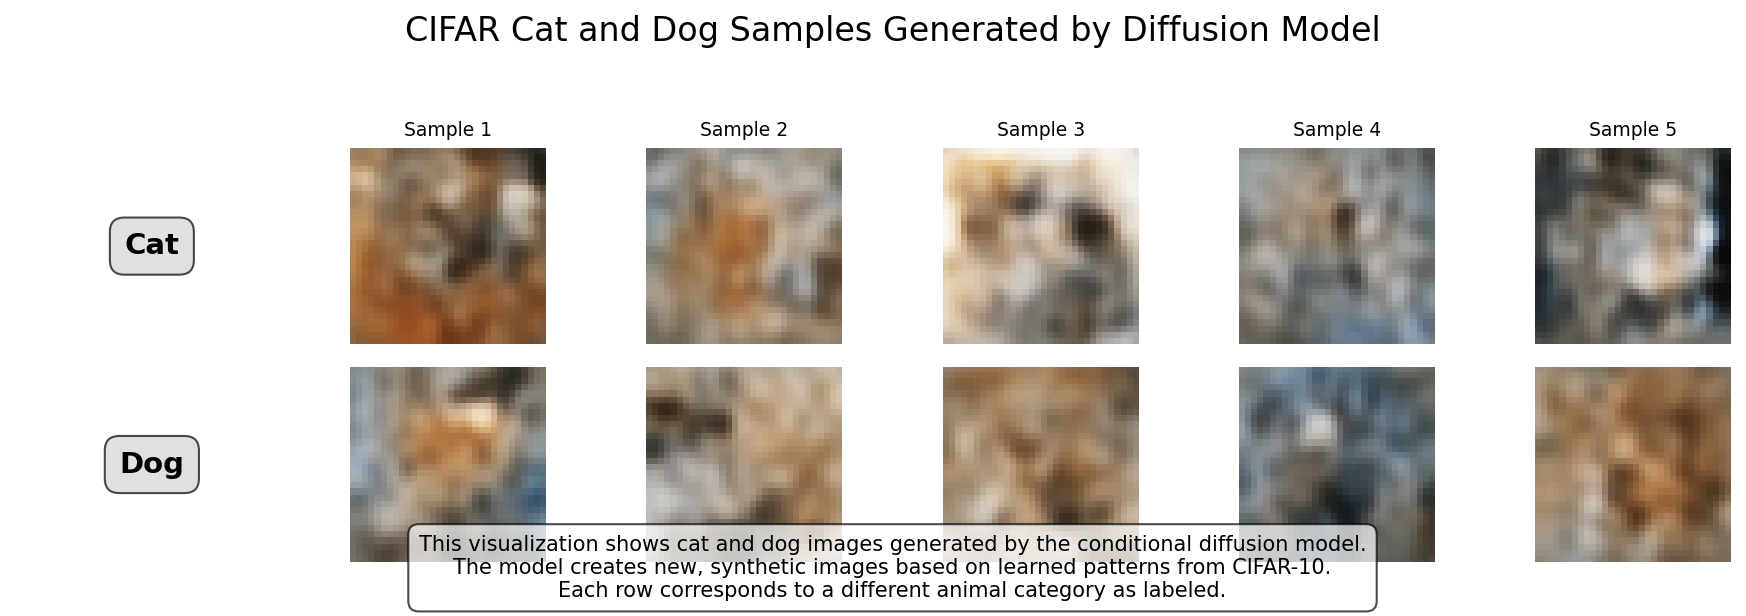 CIFAR Cat and Dog Samples Generated by Diffusion Model
Sample 1
Sample 2
Sample 3
Sample 4
Sample 5
Cat
Dog
This visualization shows cat and dog images generated by the conditional diffusion model.
The model creates new, synthetic images based on learned patterns from CIFAR-10.
Each row corresponds to a different animal category as labeled.